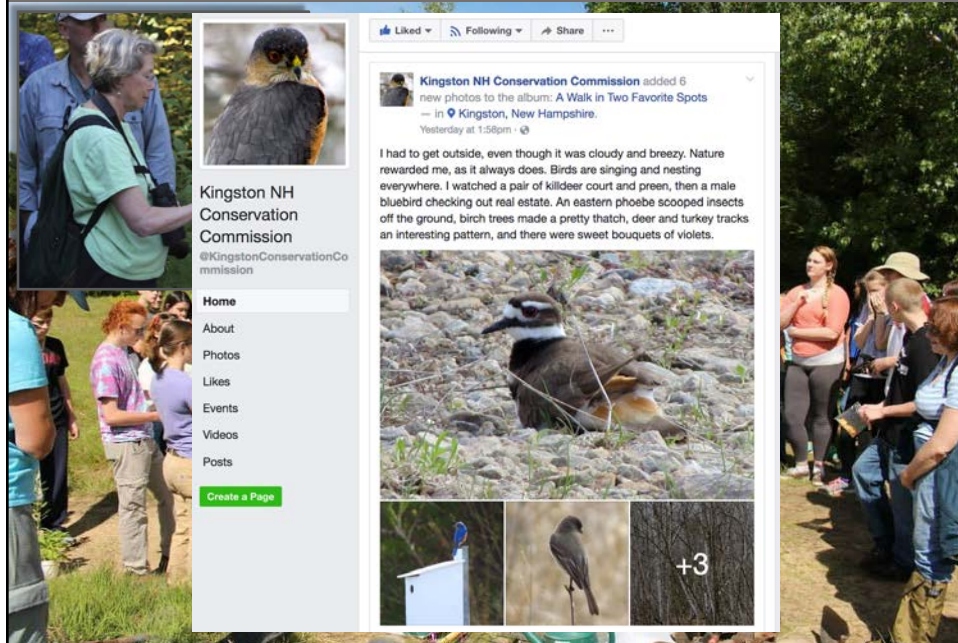 Liked Following Share ...
Kingston NH
Conservation
Commission
@KingstonConservationCo
mmission
Home
About
Photos
Likes
Events
Videos
Posts
Create a Page
Kingston NH Conservation Commission added 6
new photos to the album: A Walk in Two Favorite Spots
— in Kingston, New Hampshire.
Yesterday at 1:58pm ·
I had to get outside, even though it was cloudy and breezy. Nature
rewarded me, as it always does. Birds are singing and nesting
everywhere. I watched a pair of killdeer court and preen, then a male
bluebird checking out real estate. An eastern phoebe scooped insects
off the ground, birch trees made a pretty thatch, deer and turkey tracks
an interesting pattern, and there were sweet bouquets of violets.
+3